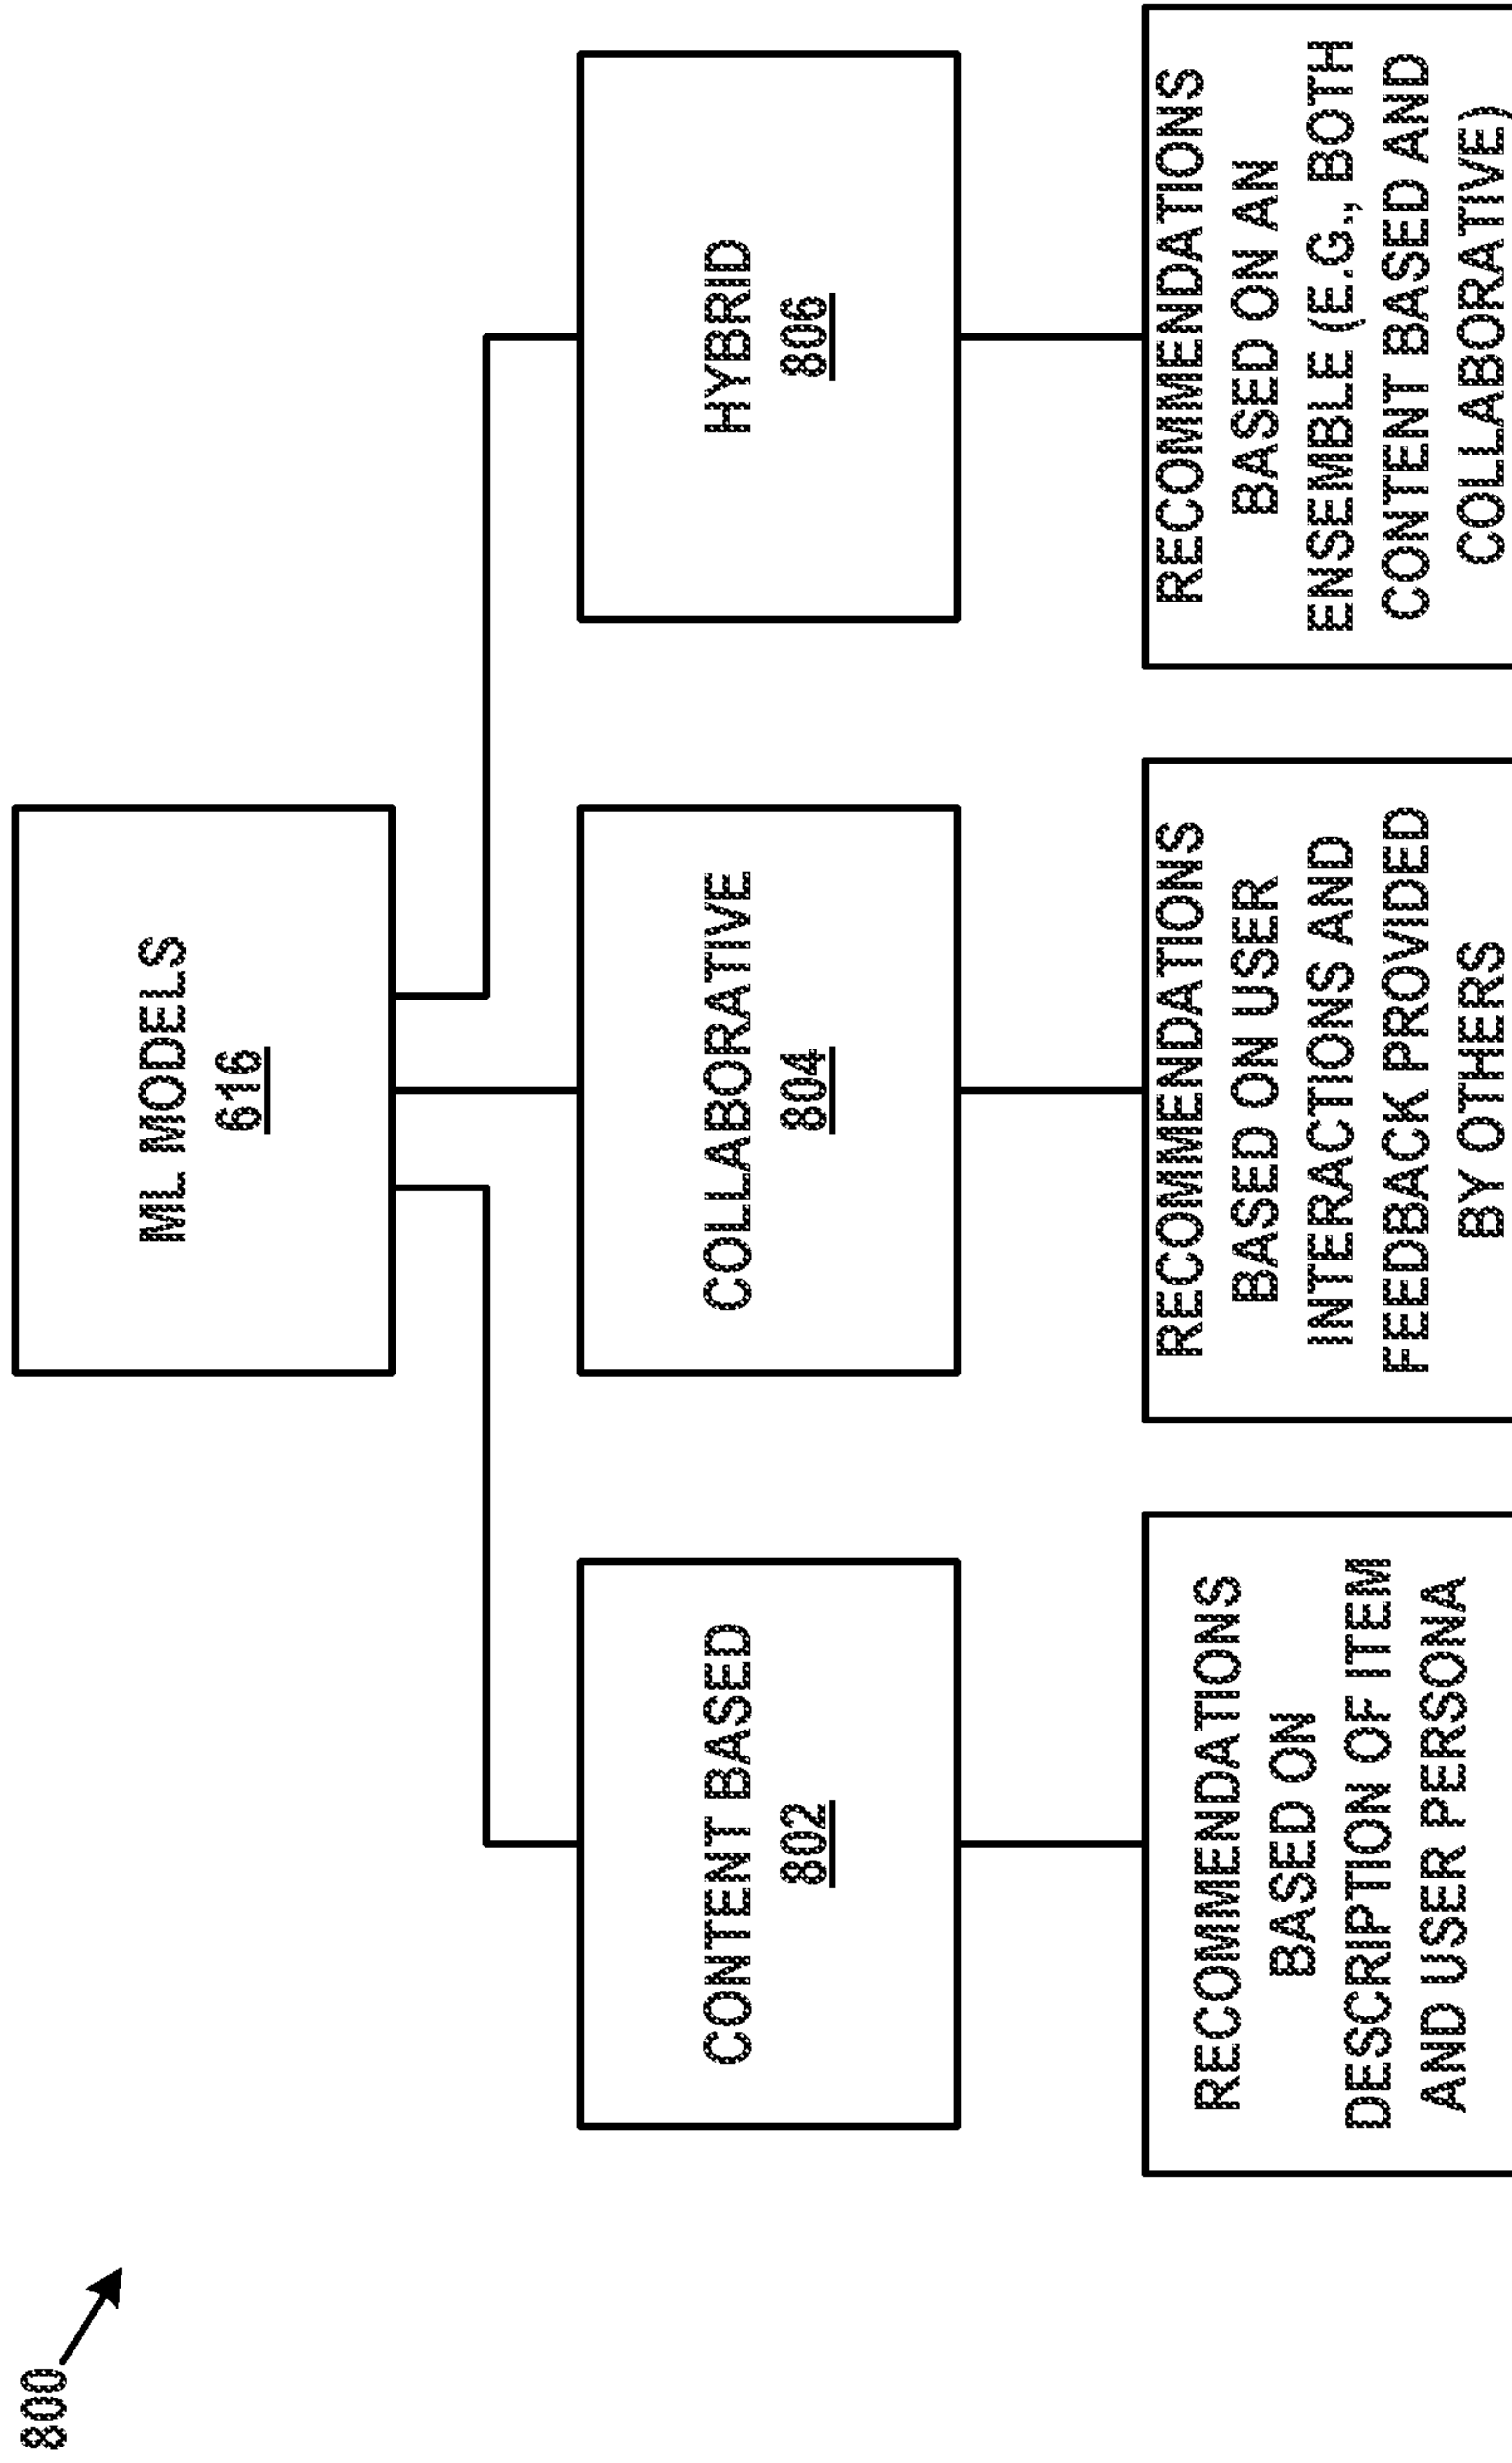 800
ML MODELS
616
CONTENT BASED
802
COLLABORATIVE
804
HYBRID
806
RECOMMENDATIONS
BASED ON
DESCRIPTION OF ITEM
AND USER PERSONA
RECOMMENDATIONS
BASED ON USER
INTERACTIONS AND
FEEDBACK PROVIDED
BY OTHERS
RECOMMENDATIONS
BASED ON AN
ENSEMBLE (E.G., BOTH
CONTENT BASED AND
COLLABORATIVE)